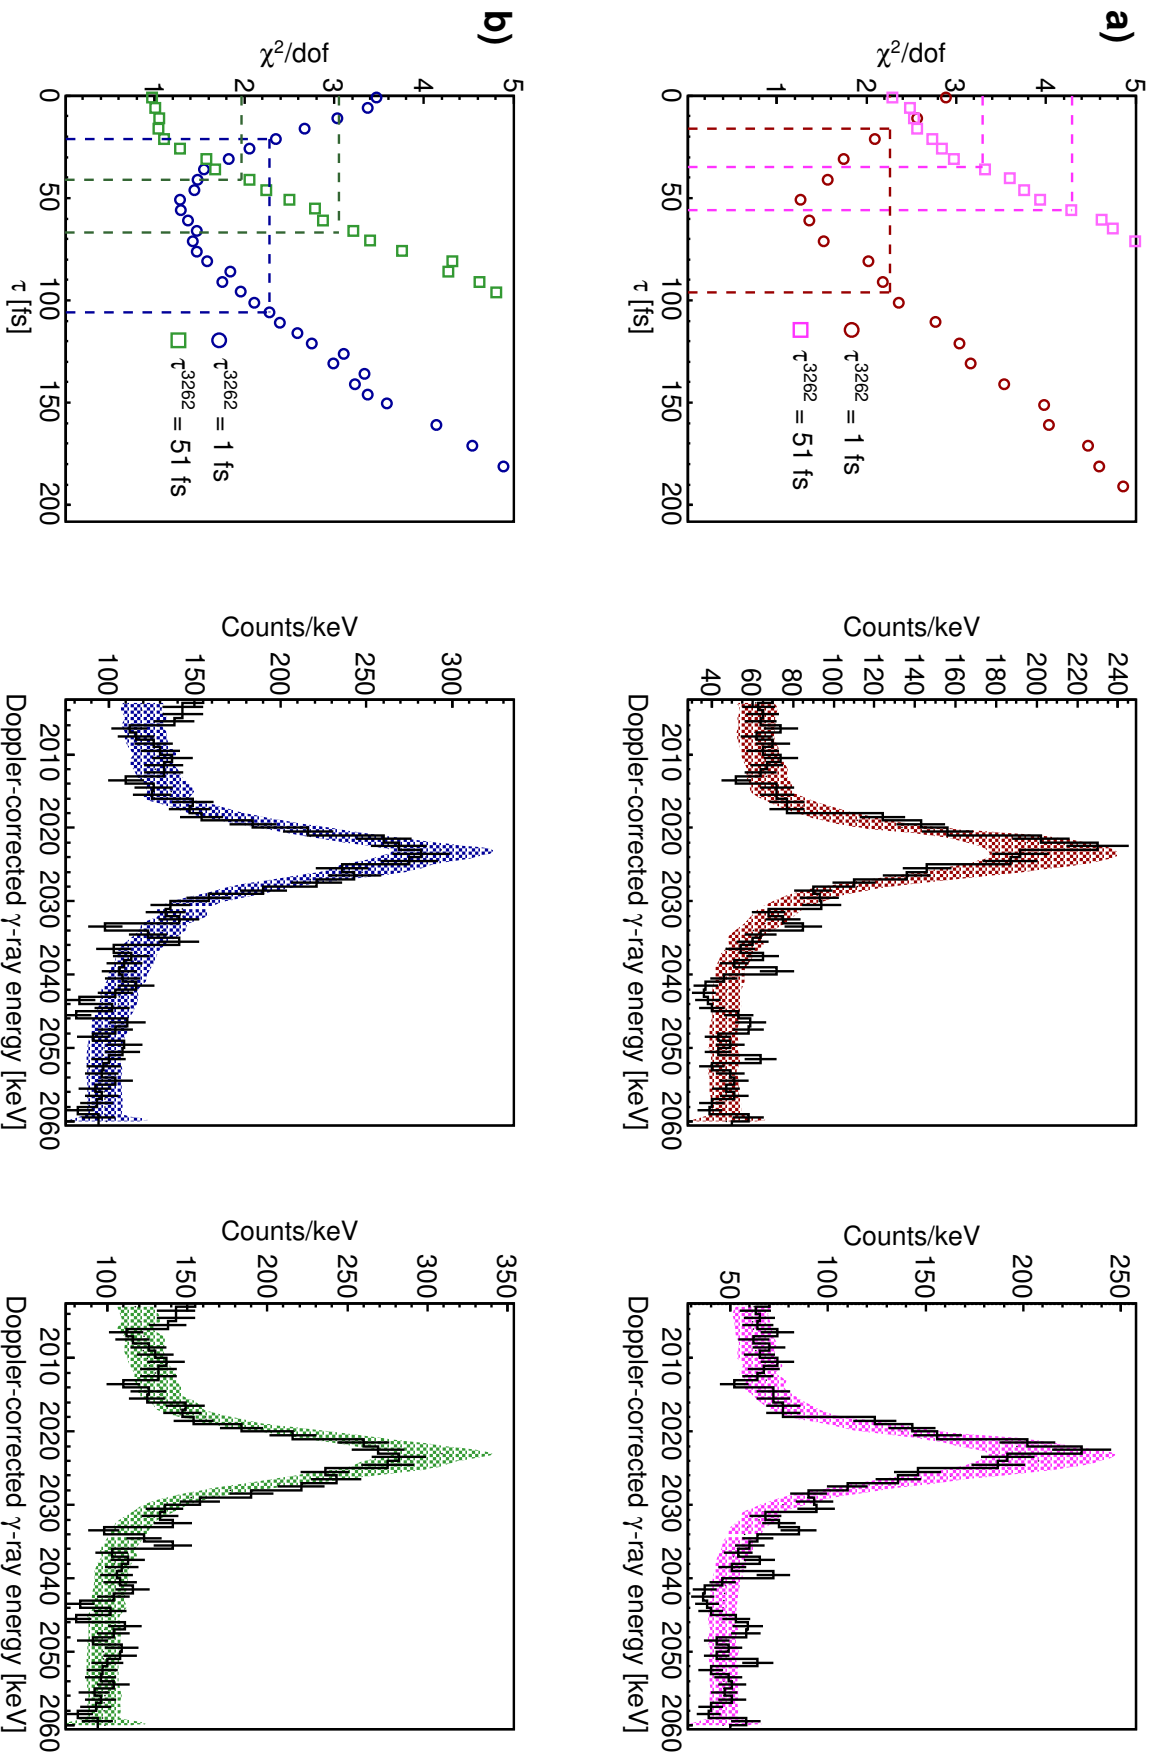 a)
χ²/dof
5
4
3
2
1
0 50 100 150 200
τ [fs]
τ³²⁶² = 1 fs
τ³²⁶² = 51 fs
Counts/keV
240
220
200
180
160
140
120
100
80
60
40
2010 2020 2030 2040 2050 2060
Doppler-corrected γ-ray energy [keV]
Counts/keV
250
200
150
100
50
2010 2020 2030 2040 2050 2060
Doppler-corrected γ-ray energy [keV]
b)
χ²/dof
5
4
3
2
1
0 50 100 150 200
τ [fs]
τ³²⁶² = 1 fs
τ³²⁶² = 51 fs
Counts/keV
300
250
200
150
100
2010 2020 2030 2040 2050 2060
Doppler-corrected γ-ray energy [keV]
Counts/keV
350
300
250
200
150
100
2010 2020 2030 2040 2050 2060
Doppler-corrected γ-ray energy [keV]